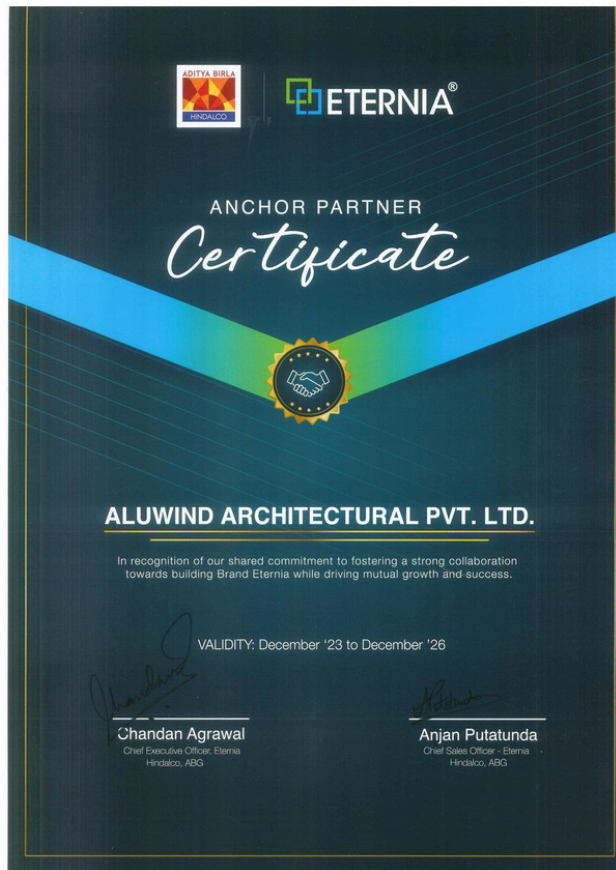 ADITYA BIRLA
HINDALCO
ETERNIA®
ANCHOR PARTNER
Certificate
ALUWIND ARCHITECTURAL PVT. LTD.
In recognition of our shared commitment to fostering a strong collaboration
towards building Brand Eternia while driving mutual growth and success.
VALIDITY: December '23 to December '26
Chandan Agrawal
Chief Executive Officer, Eternia
Hindalco, ABG
Anjan Putatunda
Chief Sales Officer - Eternia
Hindalco, ABG